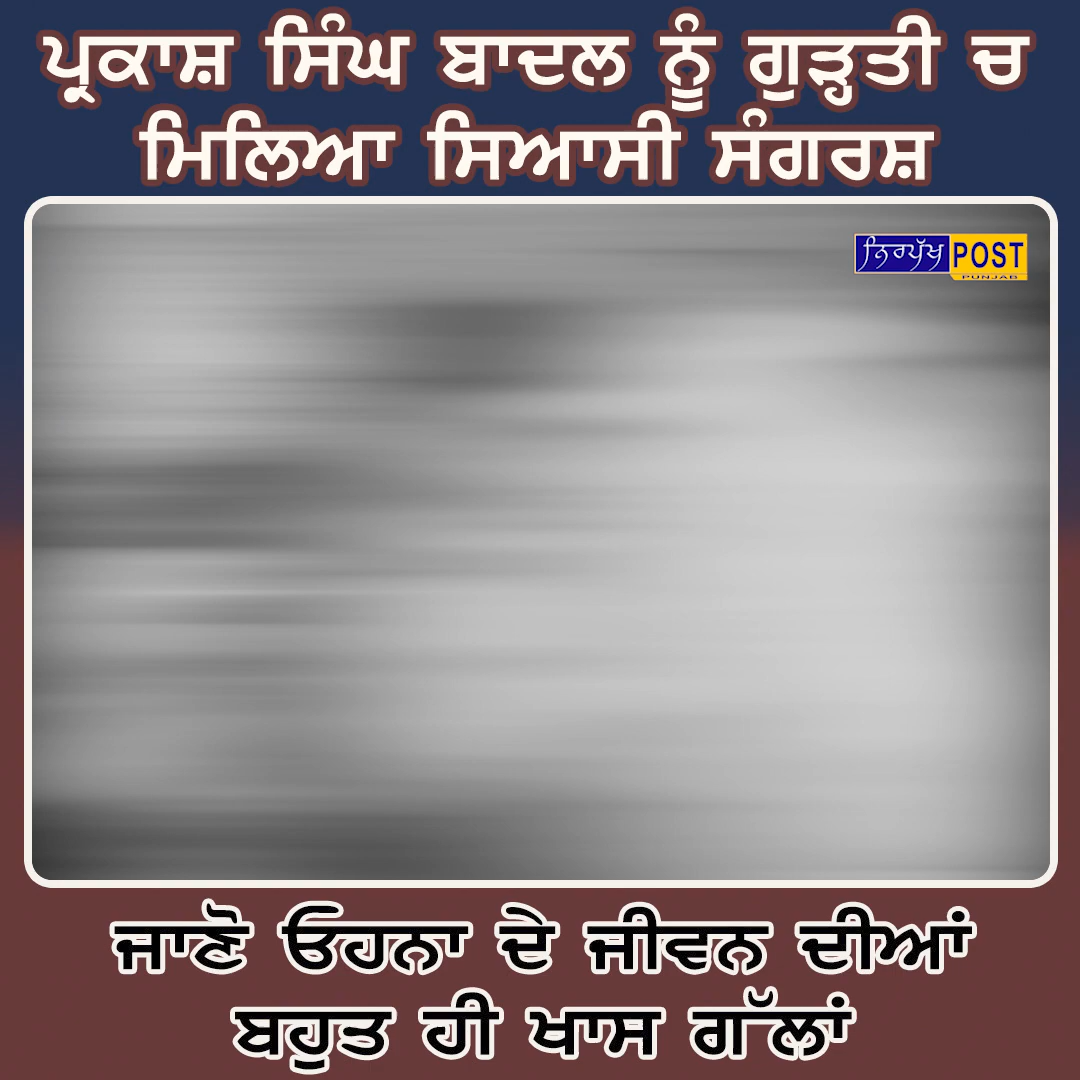 ਪ੍ਰਕਾਸ਼ ਸਿੰਘ ਬਾਦਲ ਨੂੰ ਗੁੜ੍ਹਤੀ ਚ
ਮਿਲਿਆ ਸਿਆਸੀ ਸੰਗਰਸ਼
ਨਿਰਪੱਖ POST
PUNJAB
ਜਾਣੋ ਓਹਨਾ ਦੇ ਜੀਵਨ ਦੀਆਂ
ਬਹੁਤ ਹੀ ਖਾਸ ਗੱਲਾਂ